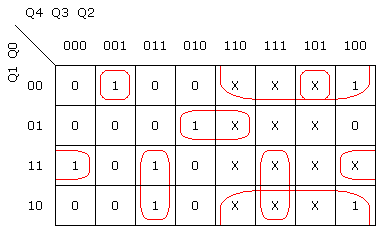 Q4 Q3 Q2
Q1 Q0
000 001 011 010 110 111 101 100
00 0 1 0 0 X X X 1
01 0 0 0 1 X X X 0
11 1 0 1 0 X X X X
10 0 0 1 0 X X X 1